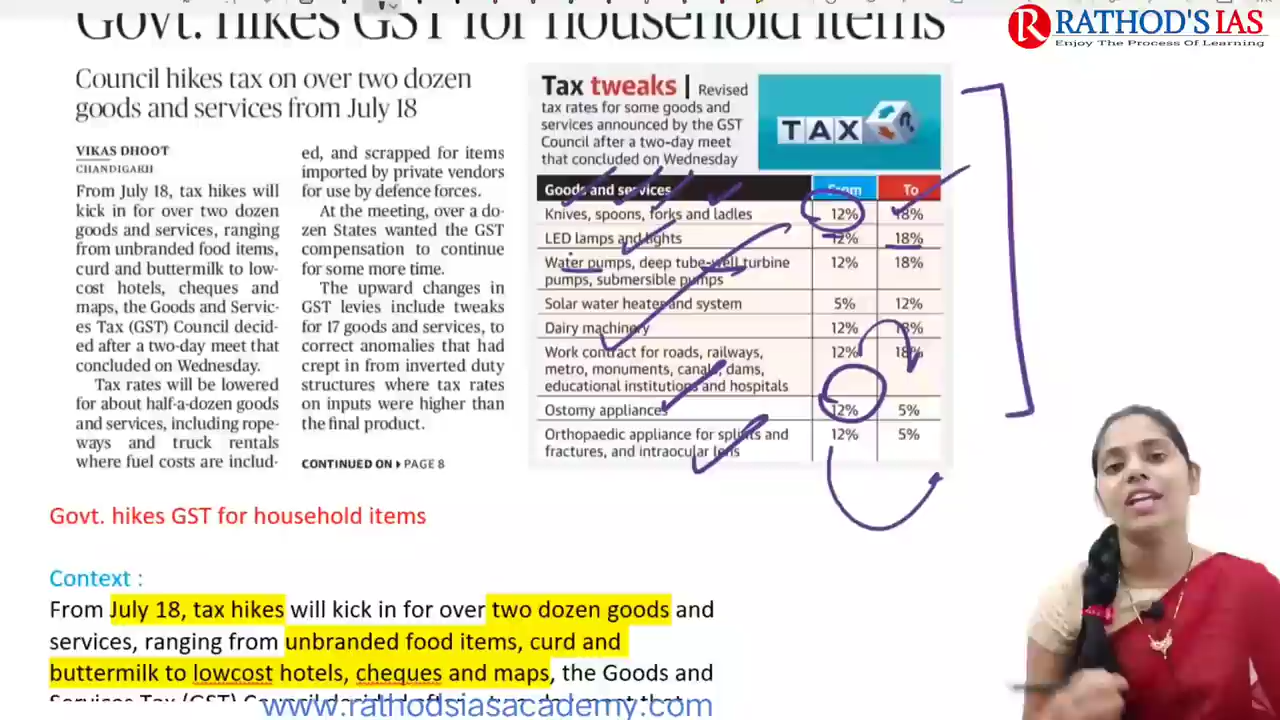 Govt. hikes GST for household items
RATHOD'S IAS
Enjoy The Process Of Learning
Council hikes tax on over two dozen
goods and services from July 18
VIKAS DHOOT
CHANDIGARH
From July 18, tax hikes will
kick in for over two dozen
goods and services, ranging
from unbranded food items,
curd and buttermilk to low-
cost hotels, cheques and
maps, the Goods and Servic-
es Tax (GST) Council decid-
ed after a two-day meet that
concluded on Wednesday.
Tax rates will be lowered
for about half-a-dozen goods
and services, including rope-
ways and truck rentals
where fuel costs are includ-
ed, and scrapped for items
imported by private vendors
for use by defence forces.
At the meeting, over a do-
zen States wanted the GST
compensation to continue
for some more time.
The upward changes in
GST levies include tweaks
for 17 goods and services, to
correct anomalies that had
crept in from inverted duty
structures where tax rates
on inputs were higher than
the final product.
CONTINUED ON ▸ PAGE 8
Tax tweaks | Revised
tax rates for some goods and
services announced by the GST
Council after a two-day meet
that concluded on Wednesday
TAX
Goods and services From To
Knives, spoons, forks and ladles 12% 18%
LED lamps and lights 12% 18%
Water pumps, deep tube-well turbine 12% 18%
pumps, submersible pumps
Solar water heater and system 5% 12%
Dairy machinery 12% 18%
Work contract for roads, railways, 12% 18%
metro, monuments, canals, dams,
educational institutions and hospitals
Ostomy appliances 12% 5%
Orthopaedic appliance for splints and 12% 5%
fractures, and intraocular lens
Govt. hikes GST for household items
Context :
From July 18, tax hikes will kick in for over two dozen goods and
services, ranging from unbranded food items, curd and
buttermilk to lowcost hotels, cheques and maps, the Goods and
Services Tax (GST) Council decided after a two-day meet that
www.rathodsiasacademy.com